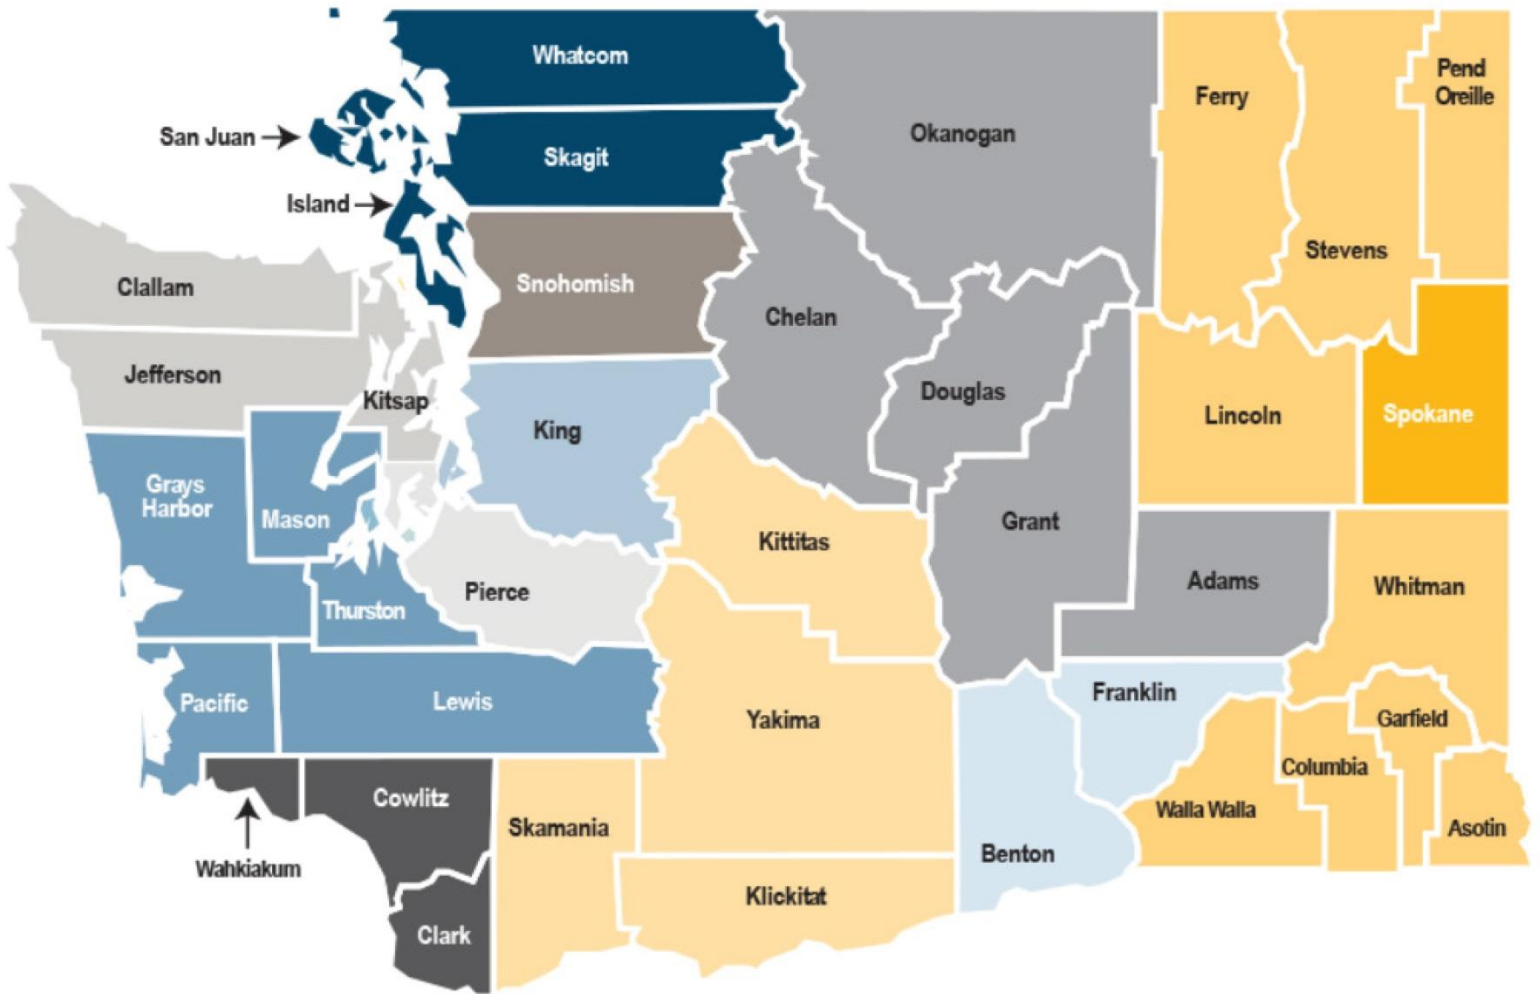 Whatcom
Pend
Oreille
Ferry
San Juan
Okanogan
Skagit
Island
Stevens
Clallam
Snohomish
Chelan
Jefferson
Kitsap
Douglas
Lincoln
Spokane
King
Grays
Harbor
Mason
Grant
Kittitas
Adams
Whitman
Pierce
Thurston
Franklin
Pacific
Lewis
Yakima
Garfield
Columbia
Cowlitz
Walla Walla
Skamania
Asotin
Benton
Wahkiakum
Klickitat
Clark